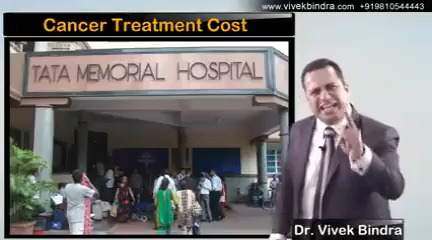 www.vivekbindra.com +919810544443
Cancer Treatment Cost
TATA MEMORIAL HOSPITAL
Dr. Vivek Bindra